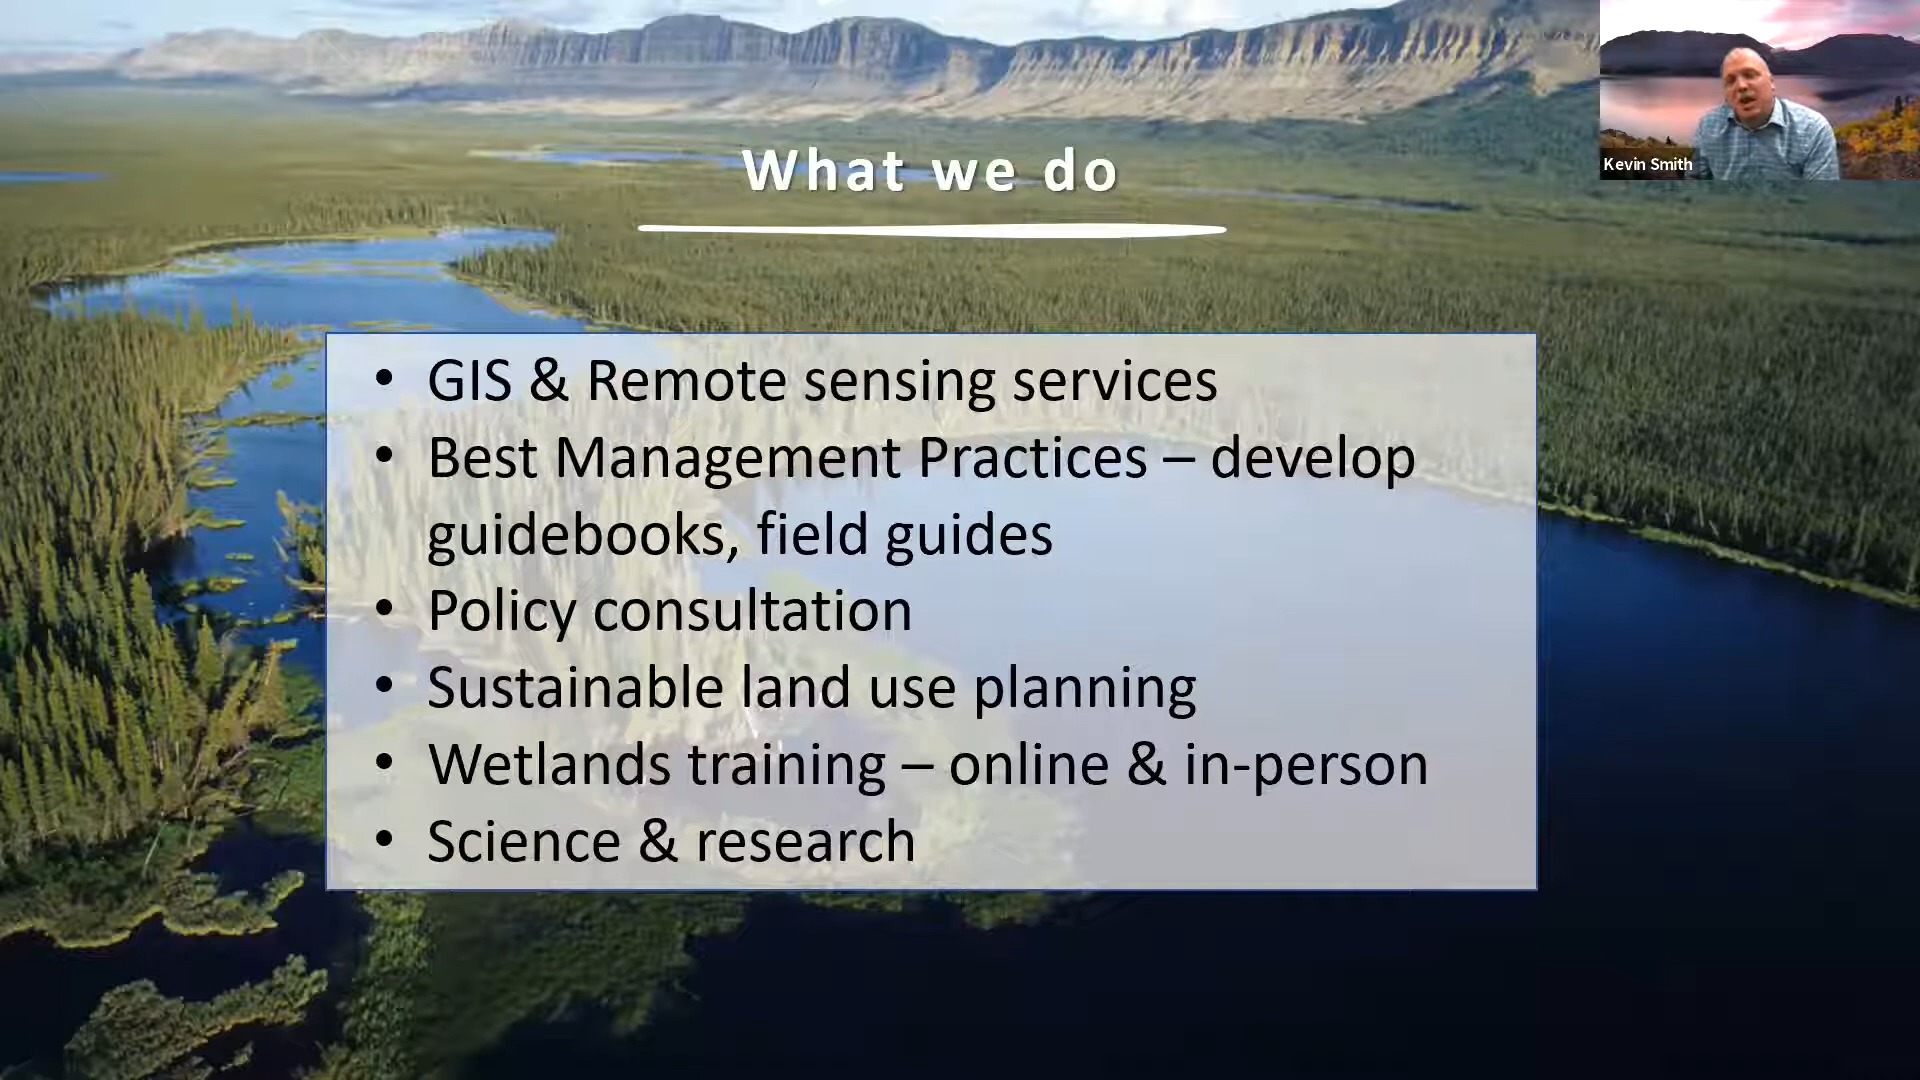 What we do
Kevin Smith
• GIS & Remote sensing services
• Best Management Practices – develop
guidebooks, field guides
• Policy consultation
• Sustainable land use planning
• Wetlands training – online & in-person
• Science & research